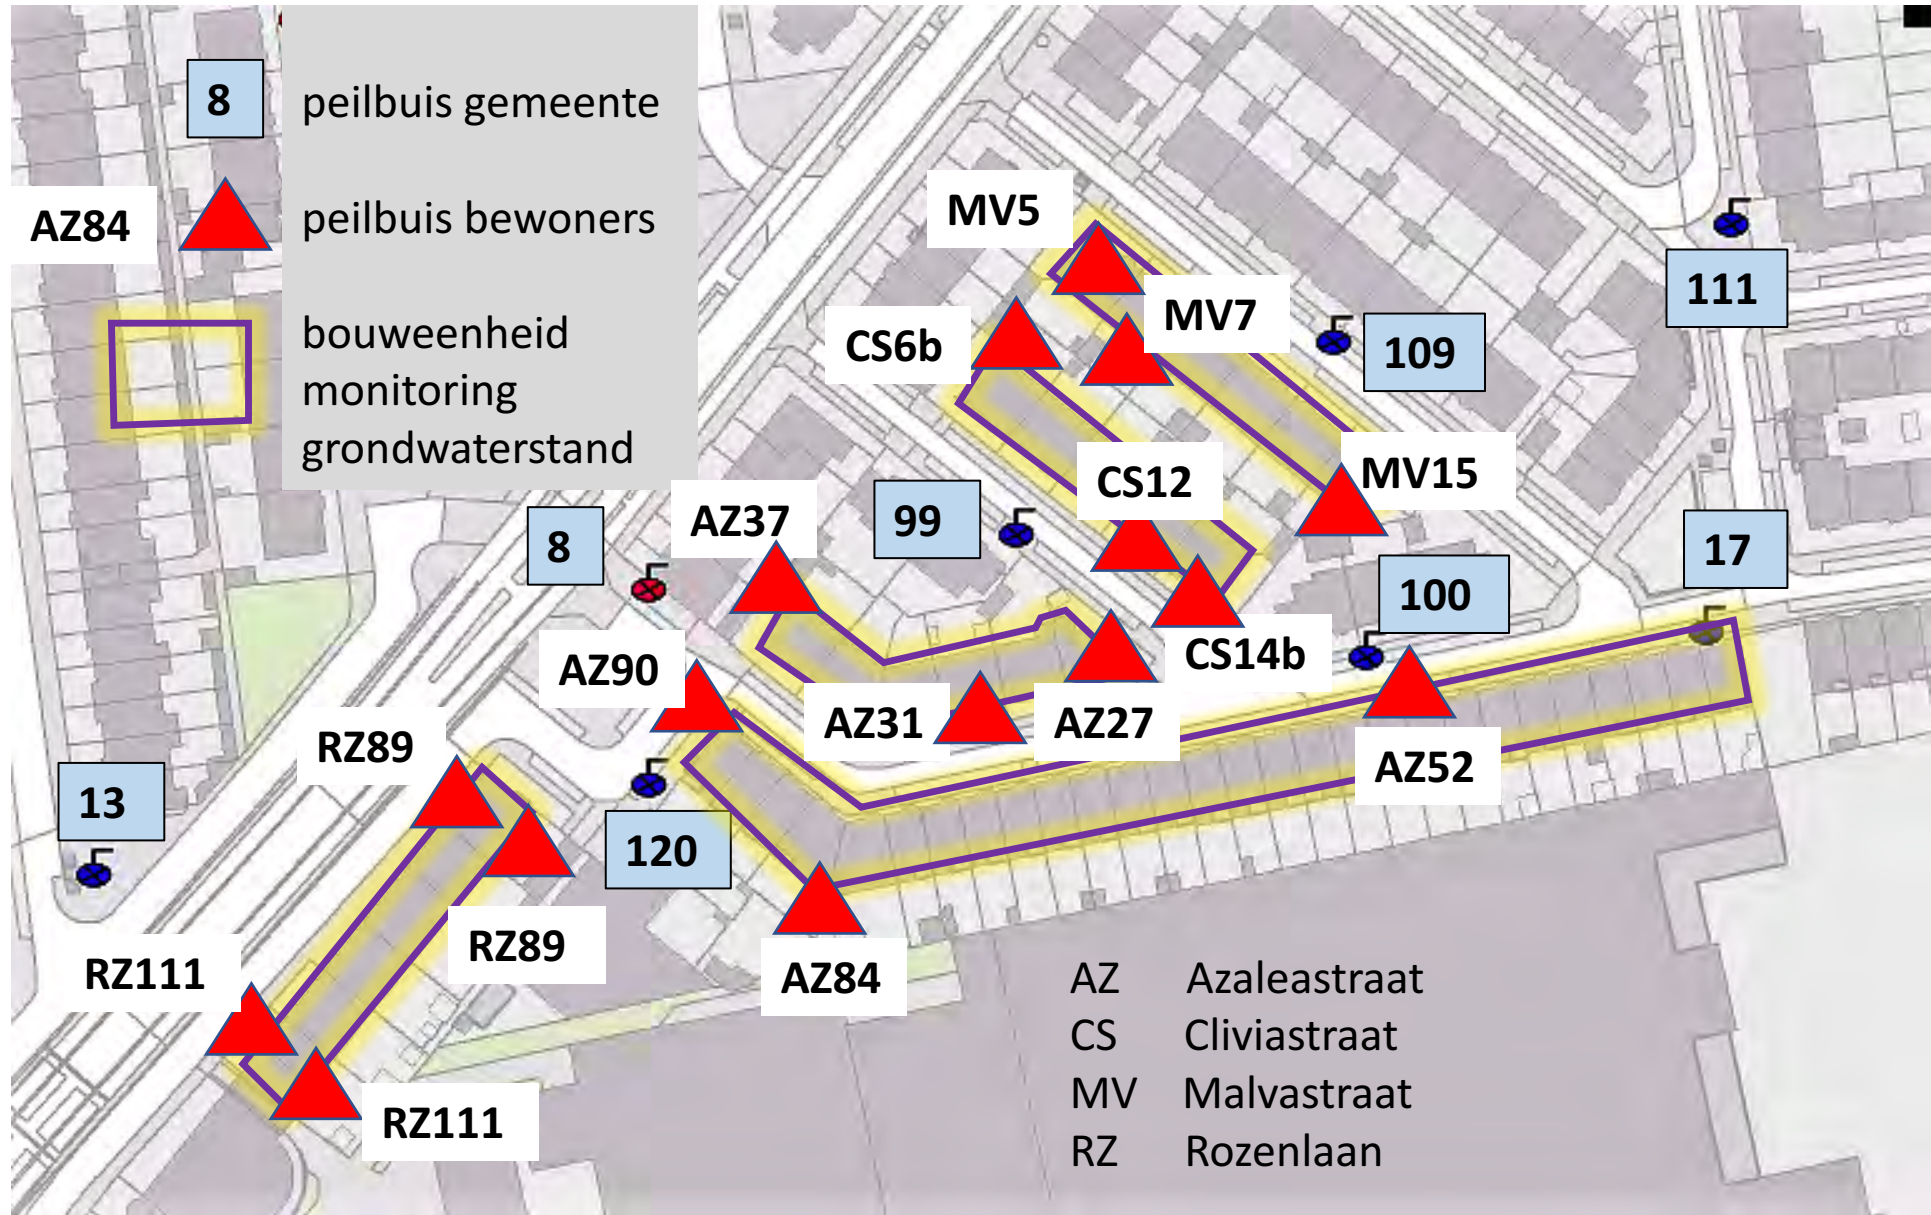 8 peilbuis gemeente
AZ84 peilbuis bewoners
bouweenheid
monitoring
grondwaterstand
MV5
MV7
111
CS6b
109
CS12
MV15
AZ37
99
8
17
100
AZ90
CS14b
AZ31
AZ27
RZ89
AZ52
13
120
RZ89
RZ111
AZ84
RZ111
AZ Azaleastraat
CS Cliviastraat
MV Malvastraat
RZ Rozenlaan